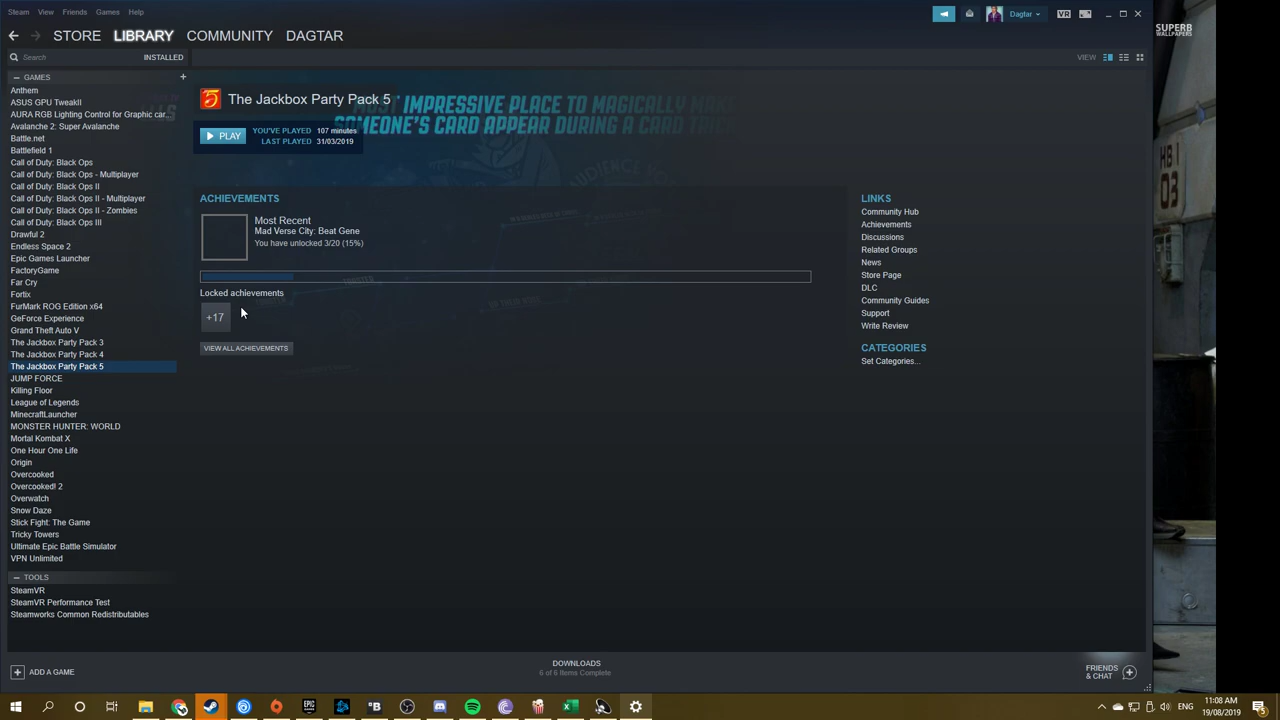 Steam View Friends Games Help
Dagtar
VR
STORE LIBRARY COMMUNITY DAGTAR
SUPERB
WALLPAPERS
Search INSTALLED
VIEW
GAMES
Anthem
ASUS GPU TweakII
AURA RGB Lighting Control for Graphic car...
Avalanche 2: Super Avalanche
Battle.net
Battlefield 1
Call of Duty: Black Ops
Call of Duty: Black Ops - Multiplayer
Call of Duty: Black Ops II
Call of Duty: Black Ops II - Multiplayer
Call of Duty: Black Ops II - Zombies
Call of Duty: Black Ops III
Drawful 2
Endless Space 2
Epic Games Launcher
FactoryGame
Far Cry
Fortix
FurMark ROG Edition x64
GeForce Experience
Grand Theft Auto V
The Jackbox Party Pack 3
The Jackbox Party Pack 4
The Jackbox Party Pack 5
JUMP FORCE
Killing Floor
League of Legends
MinecraftLauncher
MONSTER HUNTER: WORLD
Mortal Kombat X
One Hour One Life
Origin
Overcooked
Overcooked! 2
Overwatch
Snow Daze
Stick Fight: The Game
Tricky Towers
Ultimate Epic Battle Simulator
VPN Unlimited
TOOLS
SteamVR
SteamVR Performance Test
Steamworks Common Redistributables
ADD A GAME
5 The Jackbox Party Pack 5
MOST IMPRESSIVE PLACE TO MAGICALLY MAKE
SOMEONE'S CARD APPEAR DURING A CARD TRICK
PLAY
YOU'VE PLAYED 107 minutes
LAST PLAYED 31/03/2019
ACHIEVEMENTS
Most Recent
Mad Verse City: Beat Gene
You have unlocked 3/20 (15%)
Locked achievements
+17
VIEW ALL ACHIEVEMENTS
LINKS
Community Hub
Achievements
Discussions
Related Groups
News
Store Page
DLC
Community Guides
Support
Write Review
CATEGORIES
Set Categories...
DOWNLOADS
6 of 6 Items Complete
FRIENDS
& CHAT
HB 1
03
EPIC
GAMES
ENG
11:08 AM
19/08/2019
5